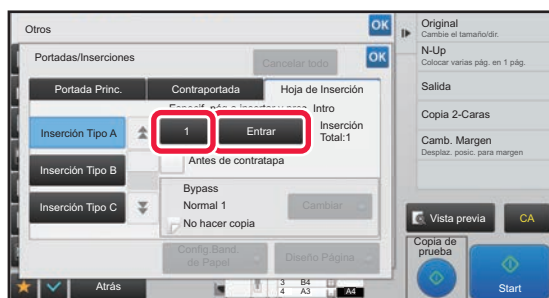 Otros
OK
Portadas/Inserciones
Cancelar todo
OK
Portada Princ.
Contraportada
Hoja de Inserción
Especif. pág a insertar y pres. Intro
Inserción Tipo A
1
Entrar
Inserción
Total:1
Antes de contratapa
Inserción Tipo B
Inserción Tipo C
Bypass
Normal 1
No hacer copia
Cambiar
Config.Band.
de Papel
Diseño Página
Atrás
3 B4
4 A3
A4
Original
Cambie el tamaño/dir.
N-Up
Colocar varias pág. en 1 pág.
Salida
Copia 2-Caras
Camb. Margen
Desplaz. posic. para margen
Vista previa
CA
Copia de
prueba
Start